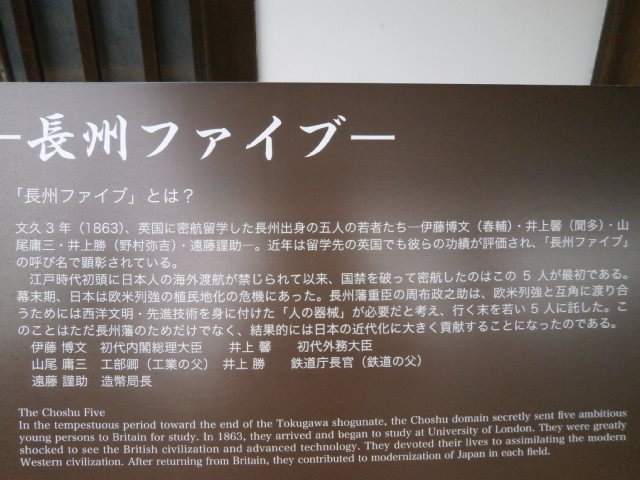 —長州ファイブ—
「長州ファイブ」とは？
文久 3 年（1863）、英国に密航留学した長州出身の五人の若者たち─伊藤博文（春輔）・井上馨（聞多）・山
尾庸三・井上勝（野村弥吉）・遠藤謹助─。近年は留学先の英国でも彼らの功績が評価され、「長州ファイブ」
の呼び名で顕彰されている。
江戸時代初頭に日本人の海外渡航が禁じられて以来、国禁を破って密航したのはこの 5 人が最初である。
幕末期、日本は欧米列強の植民地化の危機にあった。長州藩重臣の周布政之助は、欧米列強と互角に渡り合
うためには西洋文明・先進技術を身に付けた「人の器械」が必要だと考え、行く末を若い 5 人に託した。こ
のことはただ長州藩のためだけでなく、結果的には日本の近代化に大きく貢献することになったのである。
伊藤 博文 初代内閣総理大臣 井上 馨 初代外務大臣
山尾 庸三 工部卿（工業の父） 井上 勝 鉄道庁長官（鉄道の父）
遠藤 謹助 造幣局長
The Choshu Five
In the tempestuous period toward the end of the Tokugawa shogunate, the Choshu domain secretly sent five ambitious
young persons to Britain for study. In 1863, they arrived and began to study at University of London. They were greatly
shocked to see the British civilization and advanced technology. They devoted their lives to assimilating the modern
Western civilization. After returning from Britain, they contributed to modernization of Japan in each field.